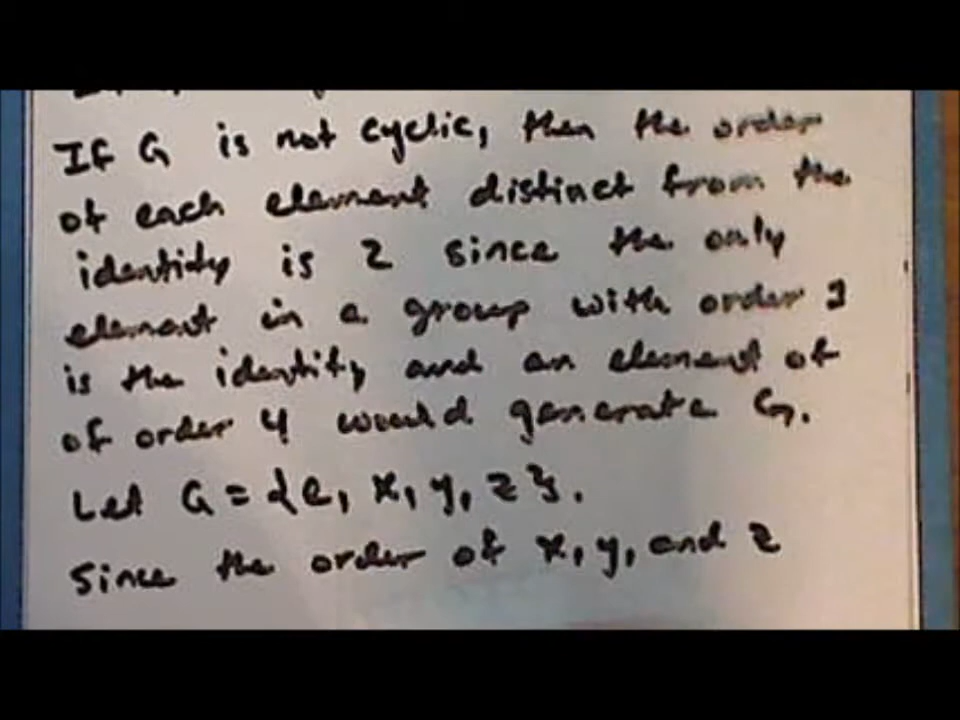 If G is not cyclic, then the order
of each element distinct from the
identity is 2 since the only
element in a group with order 1
is the identity and an element of
of order 4 would generate G.
Let G = {e, x, y, z}.
Since the order of x, y, and z